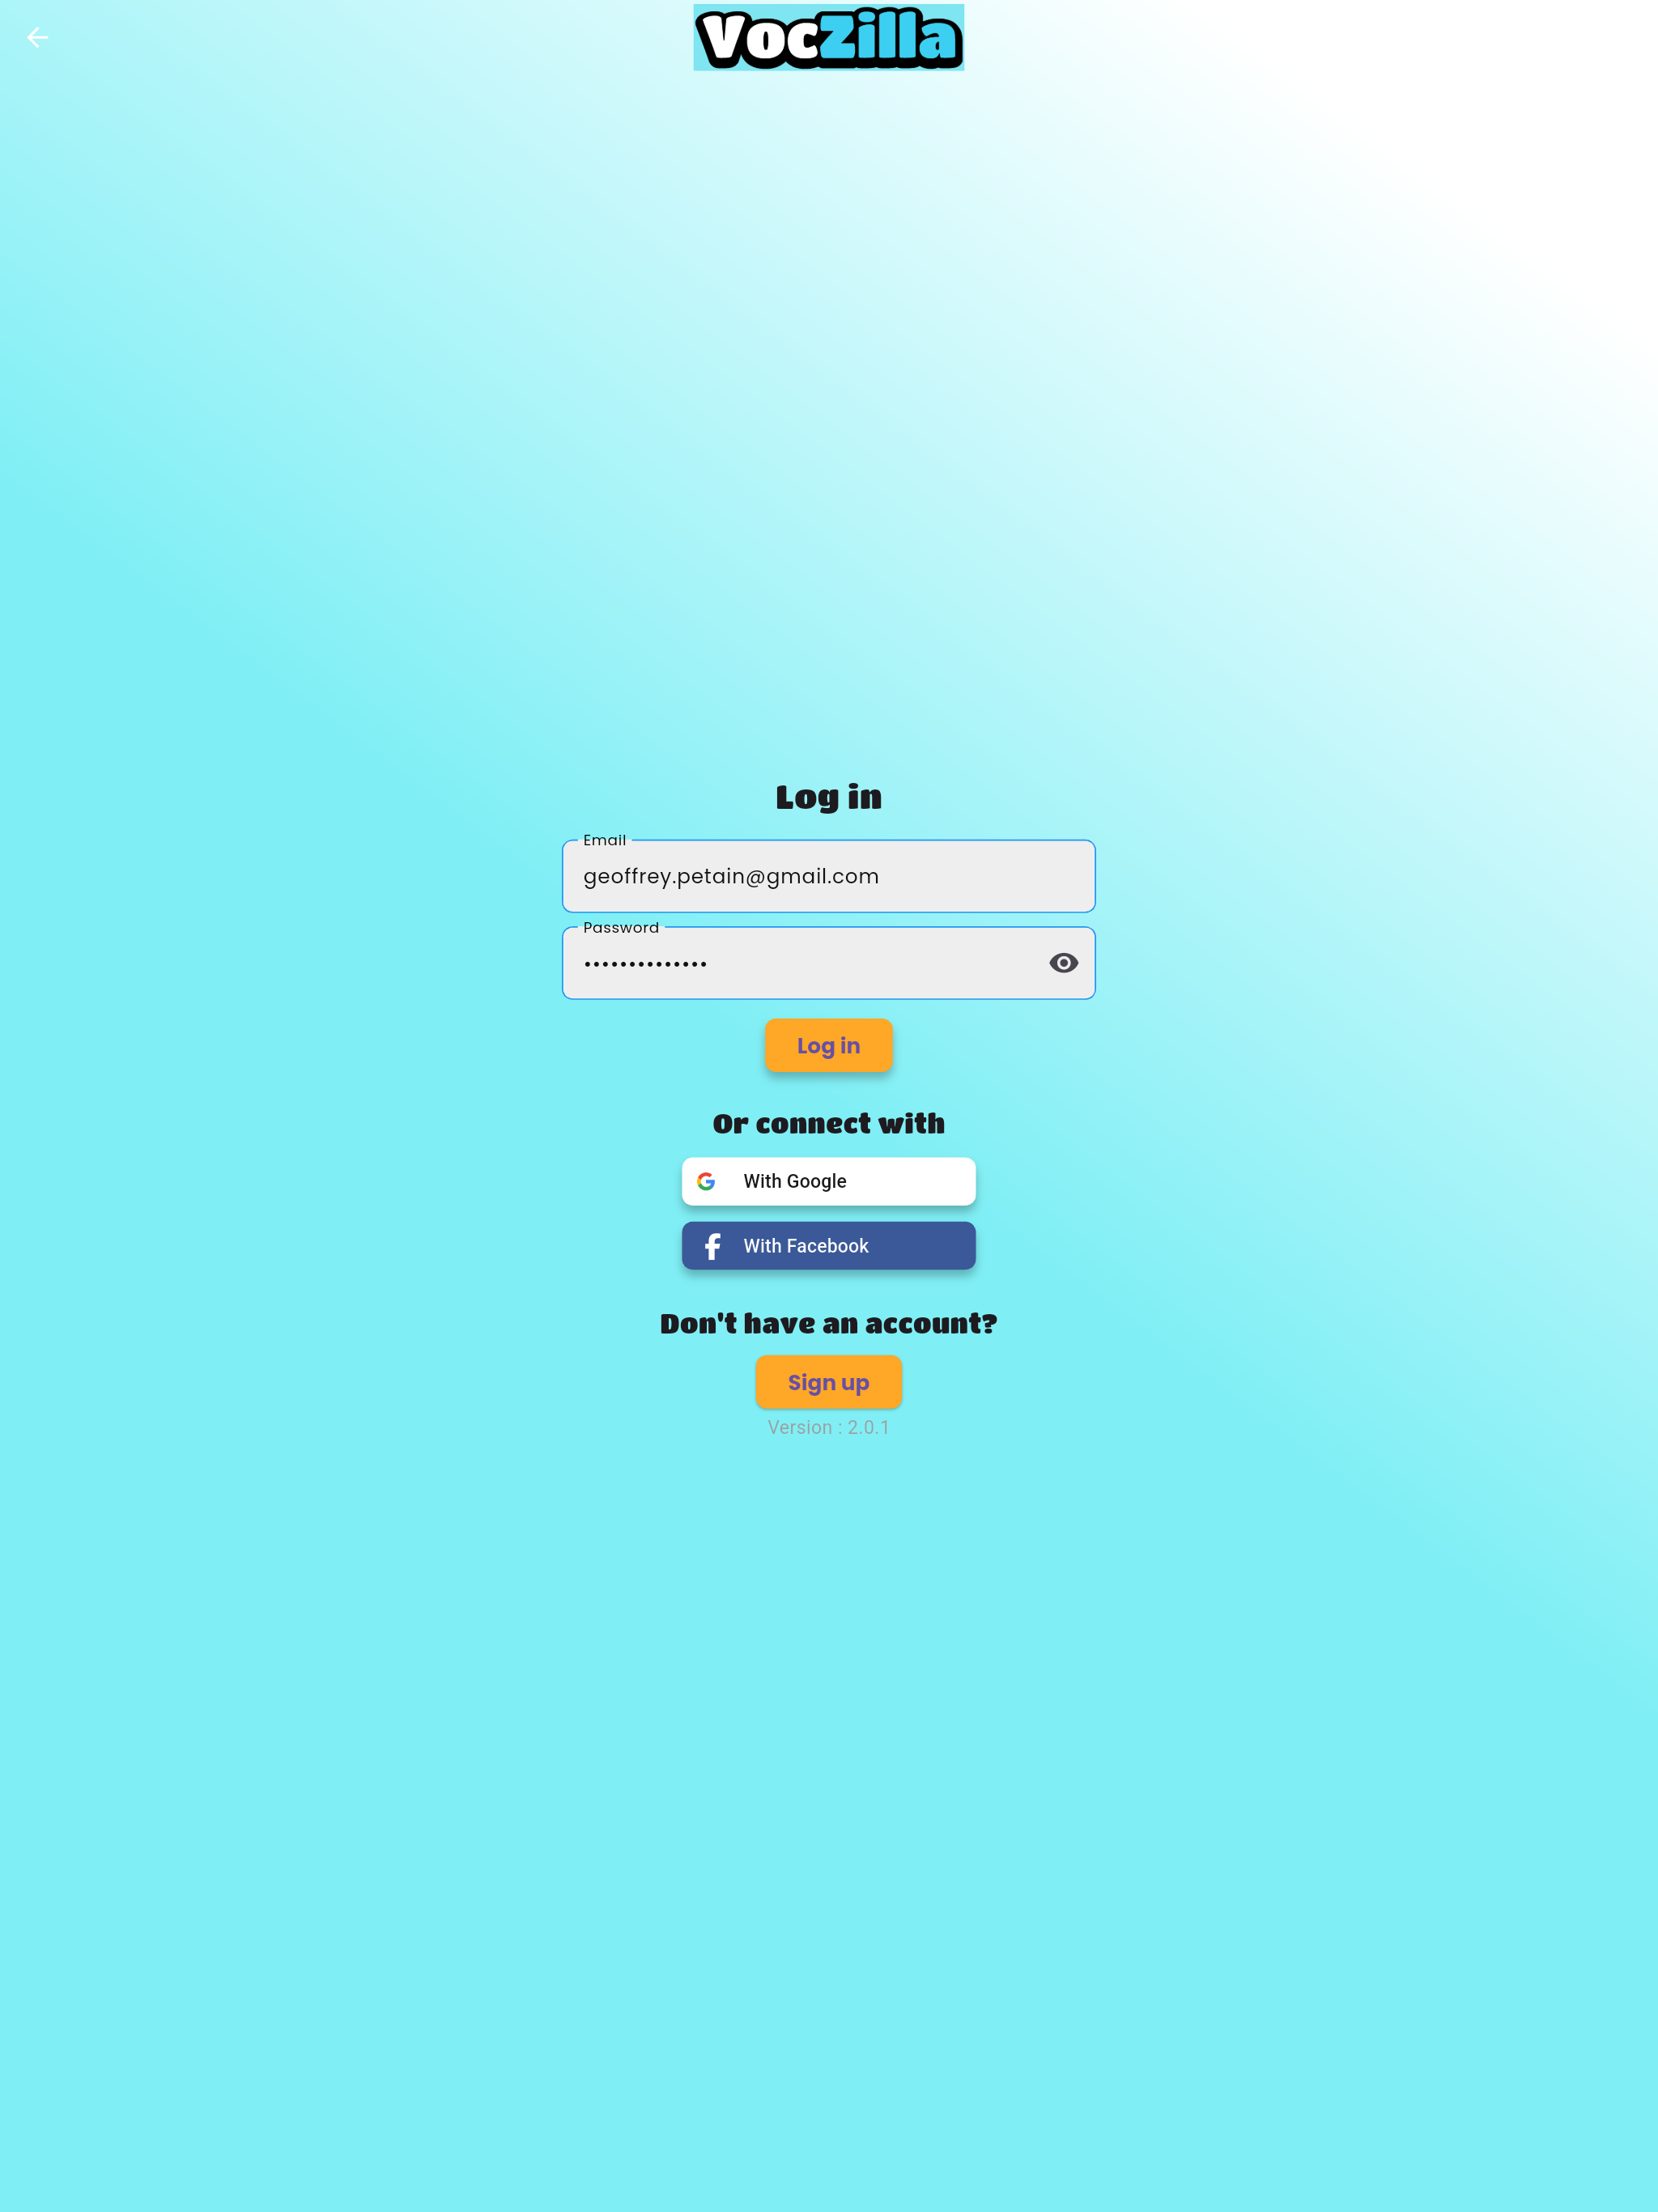 VocZilla
Log in
Email
geoffrey.petain@gmail.com
Password
••••••••••••••
Log in
Or connect with
With Google
With Facebook
Don't have an account?
Sign up
Version : 2.0.1